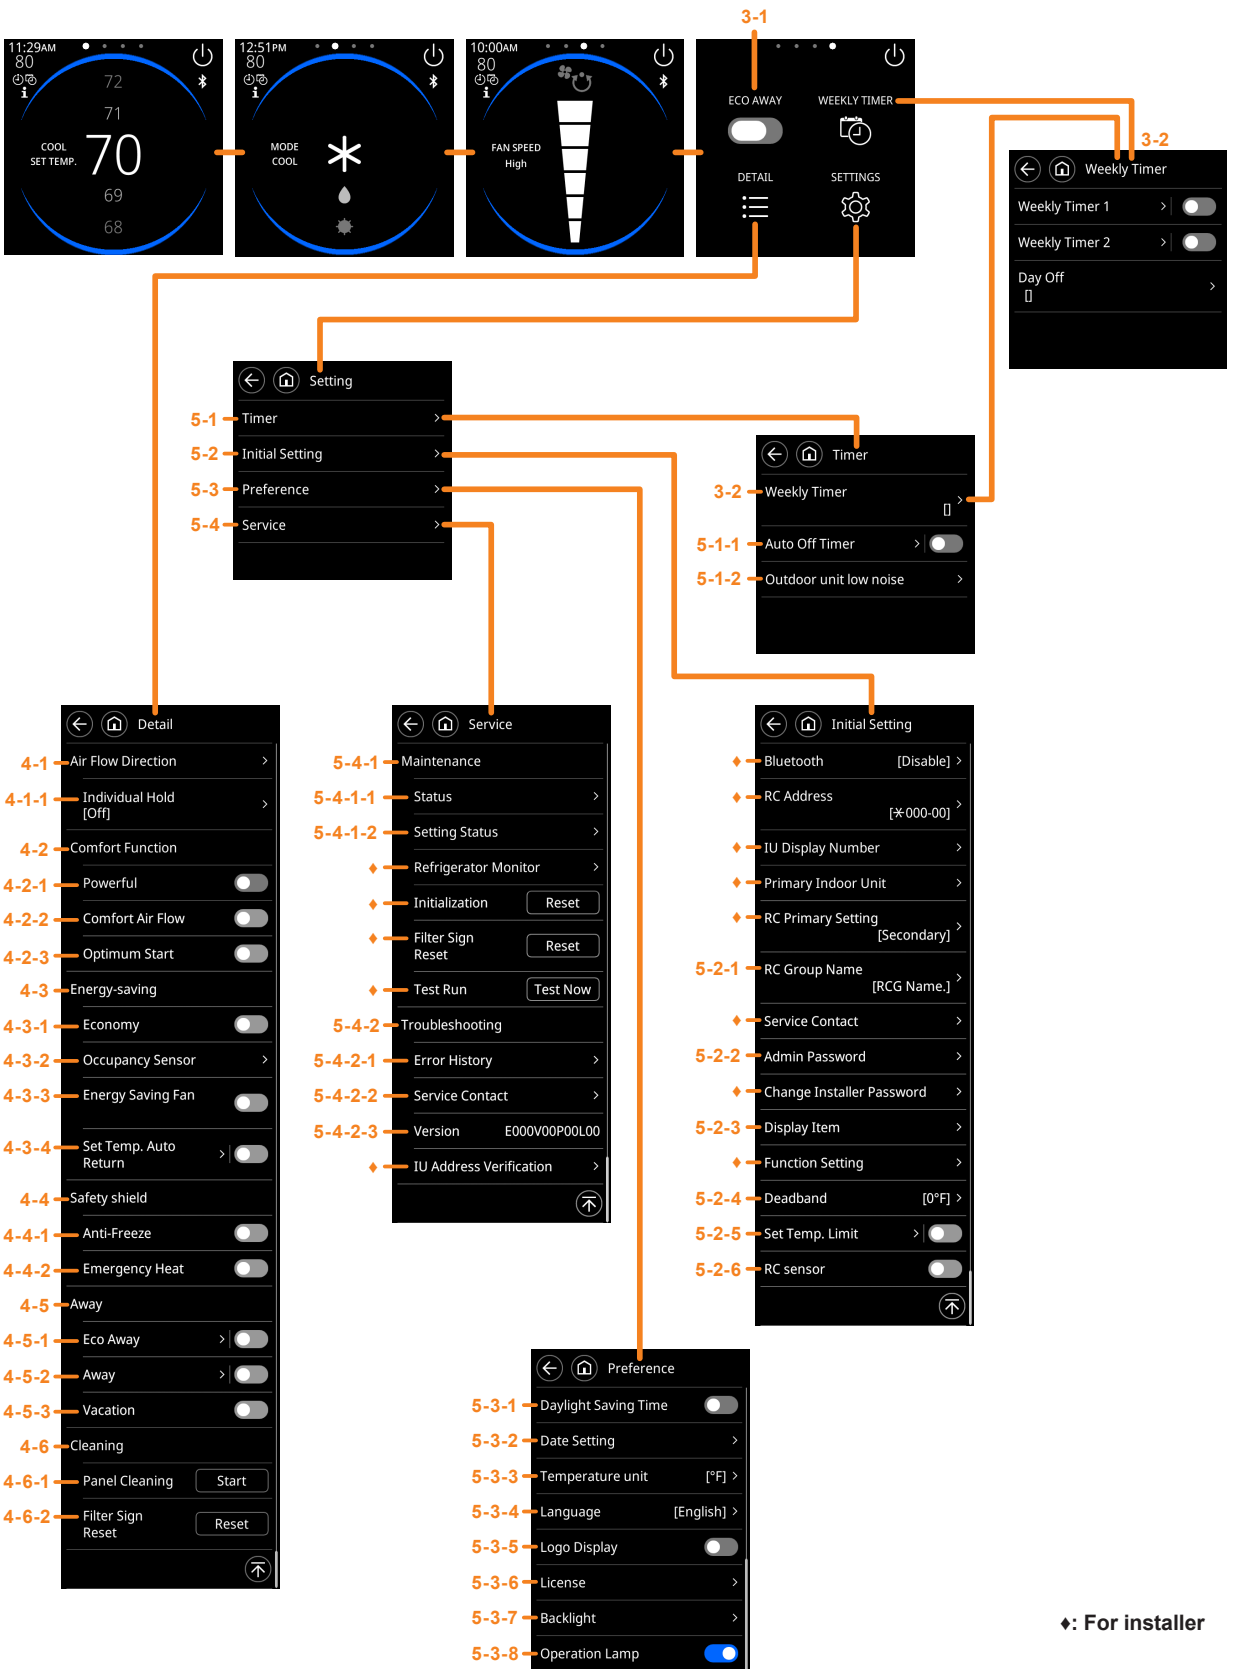 3-1
11:29AM
80
i
72
71
COOL
SET TEMP.
70
69
68
12:51PM
80
i
MODE
COOL
10:00AM
80
i
FAN SPEED
High
ECO AWAY
WEEKLY TIMER
DETAIL
SETTINGS
3-2
Weekly Timer
Weekly Timer 1 >
Weekly Timer 2 >
Day Off >
[]
Setting
5-1 Timer >
5-2 Initial Setting >
5-3 Preference >
5-4 Service >
Timer
3-2 Weekly Timer >
[]
5-1-1 Auto Off Timer >
5-1-2 Outdoor unit low noise >
Detail
4-1 Air Flow Direction >
4-1-1 Individual Hold >
[Off]
4-2 Comfort Function
4-2-1 Powerful
4-2-2 Comfort Air Flow
4-2-3 Optimum Start
4-3 Energy-saving
4-3-1 Economy
4-3-2 Occupancy Sensor >
4-3-3 Energy Saving Fan
4-3-4 Set Temp. Auto >
Return
4-4 Safety shield
4-4-1 Anti-Freeze
4-4-2 Emergency Heat
4-5 Away
4-5-1 Eco Away >
4-5-2 Away >
4-5-3 Vacation
4-6 Cleaning
4-6-1 Panel Cleaning Start
4-6-2 Filter Sign Reset
Reset
Service
5-4-1 Maintenance
5-4-1-1 Status >
5-4-1-2 Setting Status >
♦ Refrigerator Monitor >
♦ Initialization Reset
♦ Filter Sign Reset
Reset
♦ Test Run Test Now
5-4-2 Troubleshooting
5-4-2-1 Error History >
5-4-2-2 Service Contact >
5-4-2-3 Version E000V00P00L00
♦ IU Address Verification >
Initial Setting
♦ Bluetooth [Disable] >
♦ RC Address >
[⚹000-00]
♦ IU Display Number >
♦ Primary Indoor Unit >
♦ RC Primary Setting >
[Secondary]
5-2-1 RC Group Name >
[RCG Name.]
♦ Service Contact >
5-2-2 Admin Password >
♦ Change Installer Password >
5-2-3 Display Item >
♦ Function Setting >
5-2-4 Deadband [0°F] >
5-2-5 Set Temp. Limit >
5-2-6 RC sensor
Preference
5-3-1 Daylight Saving Time
5-3-2 Date Setting >
5-3-3 Temperature unit [°F] >
5-3-4 Language [English] >
5-3-5 Logo Display
5-3-6 License >
5-3-7 Backlight >
5-3-8 Operation Lamp
♦: For installer